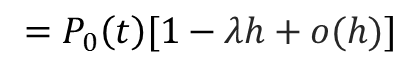 = P₀(t)[1 − λh + o(h)]